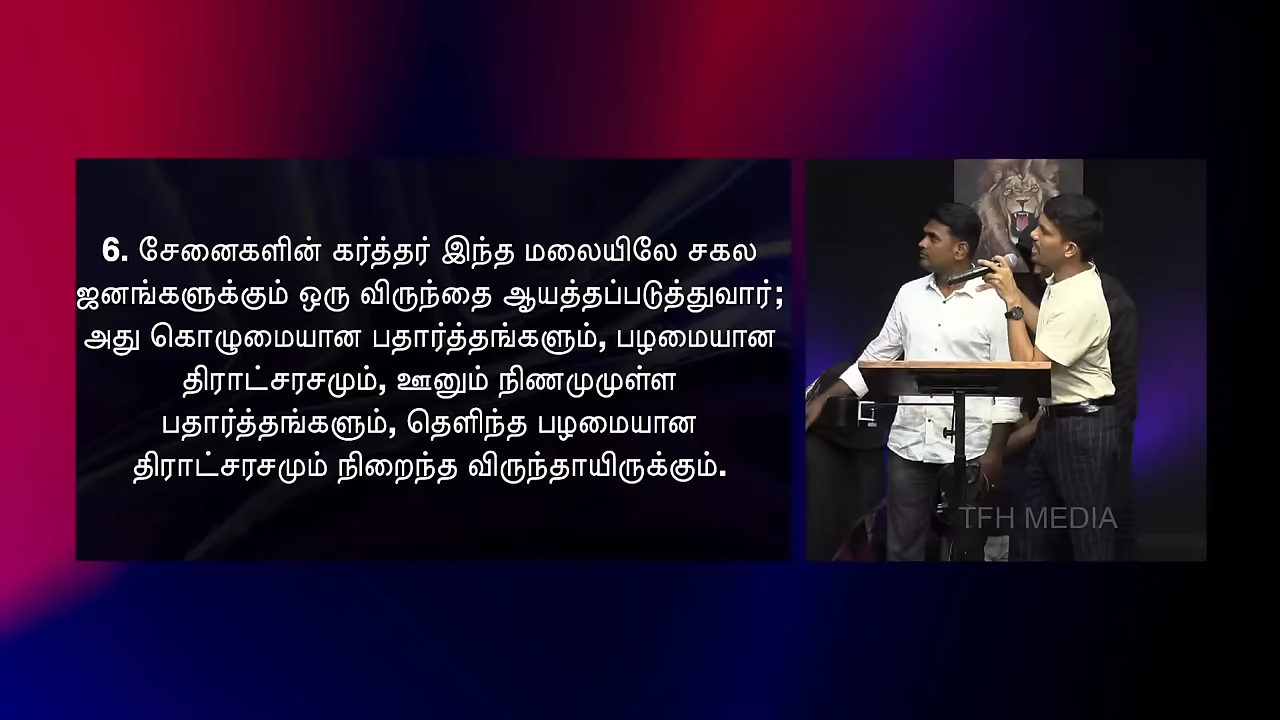 6. சேனைகளின் கர்த்தர் இந்த மலையிலே சகல
ஜனங்களுக்கும் ஒரு விருந்தை ஆயத்தப்படுத்துவார்;
அது கொழுமையான பதார்த்தங்களும், பழமையான
திராட்சரசமும், ஊனும் நிணமுமுள்ள
பதார்த்தங்களும், தெளிந்த பழமையான
திராட்சரசமும் நிறைந்த விருந்தாயிருக்கும்.
TFH MEDIA